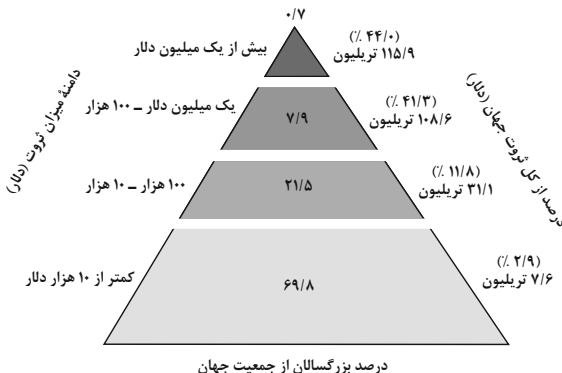 ۰/۷
بیش از یک میلیون دلار
(٪ ۴۴/۰)
۱۱۵/۹ تریلیون
یک میلیون دلار _ ۱۰۰ هزار
۷/۹
(٪ ۴۱/۳)
۱۰۸/۶ تریلیون
۱۰۰ هزار _ ۱۰ هزار
۲۱/۵
(٪ ۱۱/۸)
۳۱/۱ تریلیون
کمتر از ۱۰ هزار دلار
۶۹/۸
(٪ ۲/۹)
۷/۶ تریلیون
دامنهٔ میزان ثروت (دلار)
درصد از کل ثروت جهان (دلار)
درصد بزرگسالان از جمعیت جهان